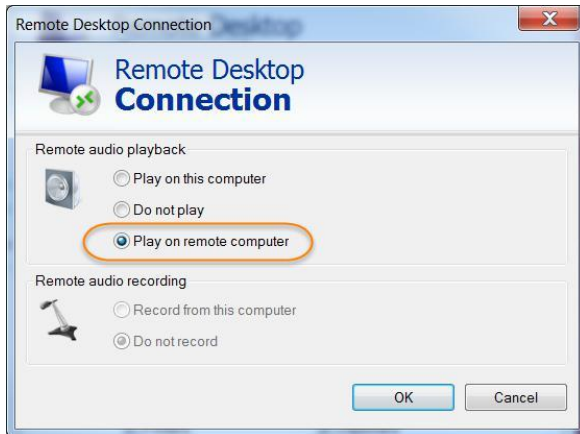 Remote Desktop Connection
Remote Desktop
Connection
Remote audio playback
Play on this computer
Do not play
Play on remote computer
Remote audio recording
Record from this computer
Do not record
OK
Cancel